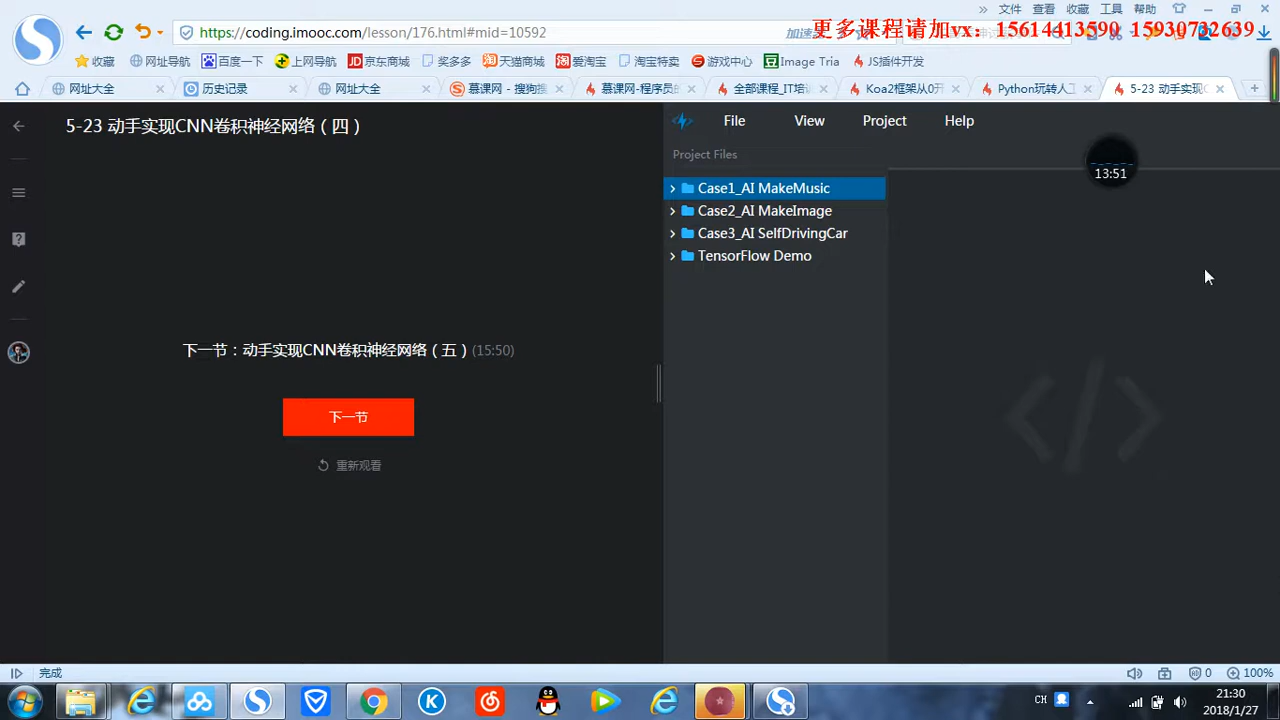 文件 查看 收藏 工具 帮助
更多课程请加vx: 15614413590 15930722639
https://coding.imooc.com/lesson/176.html#mid=10592
收藏 网址导航 百度一下 上网导航 京东商城 奖多多 天猫商城 爱淘宝 淘宝特卖 游戏中心 Image Tria JS插件开发
网址大全 历史记录 网址大全 慕课网 - 搜狗搜 慕课网-程序员的 全部课程_IT培训 Koa2框架从0开 Python玩转人工 5-23 动手实现C
5-23 动手实现CNN卷积神经网络(四)
File View Project Help
Project Files
13:51
Case1_AI MakeMusic
Case2_AI MakeImage
Case3_AI SelfDrivingCar
TensorFlow Demo
下一节:动手实现CNN卷积神经网络(五) (15:50)
下一节
重新观看
完成
0 100%
CH
21:30
2018/1/27